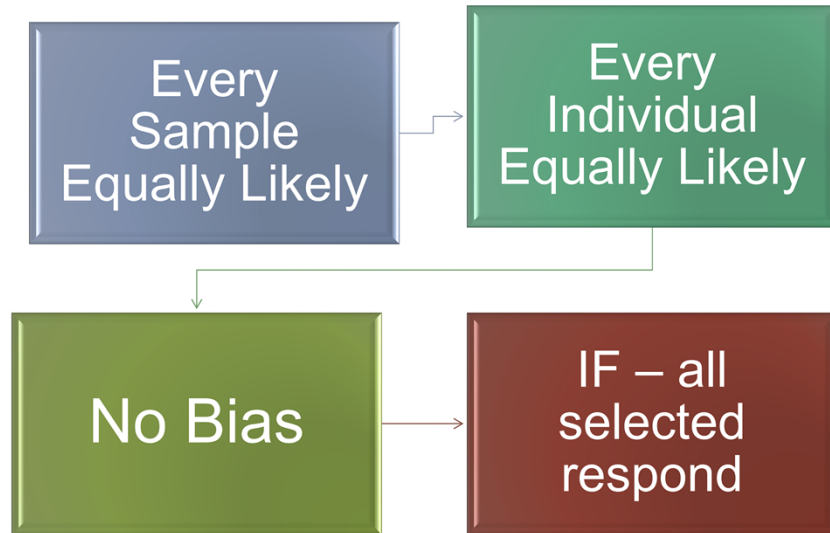 Every
Sample
Equally Likely
Every
Individual
Equally Likely
No Bias
IF – all
selected
respond